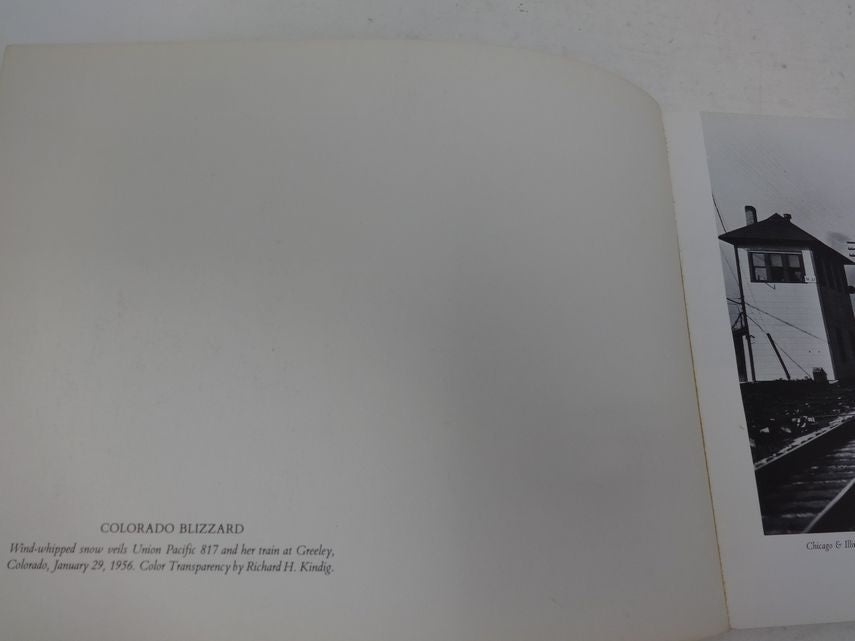 COLORADO BLIZZARD
Wind-whipped snow veils Union Pacific 817 and her train at Greeley,
Colorado, January 29, 1956. Color Transparency by Richard H. Kindig.
Chicago & Illi